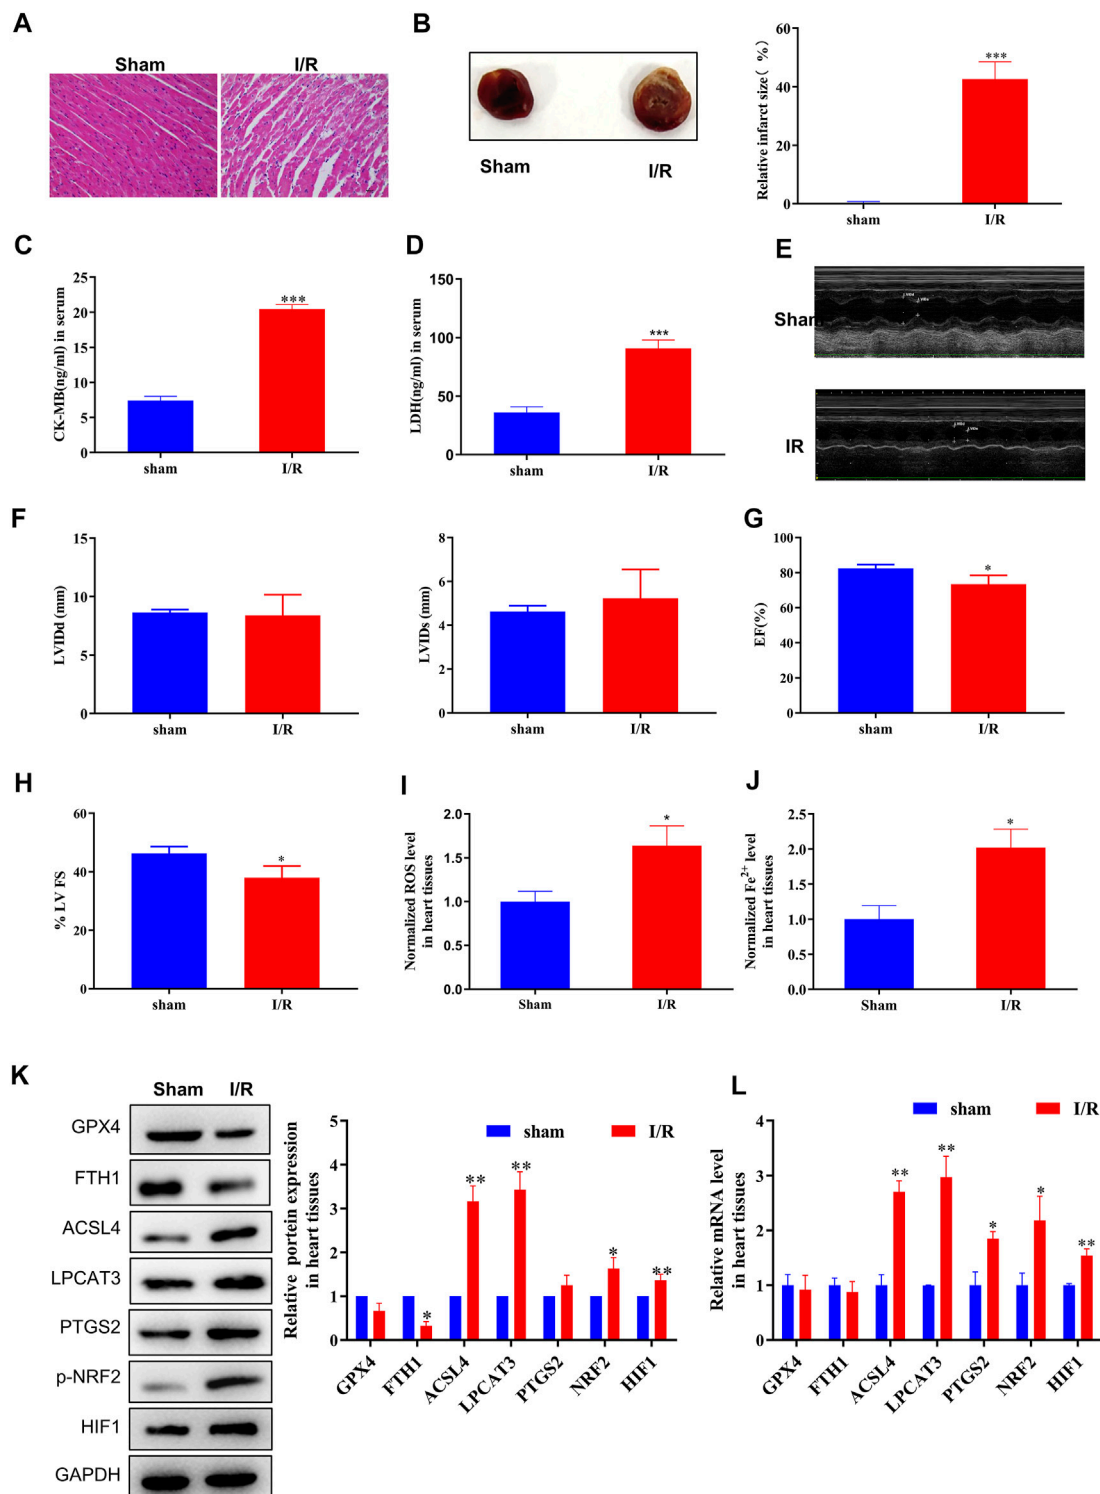 A
Sham
I/R
B
Sham
I/R
Relative infarct size( %)
60
40
20
0
***
sham
I/R
C
CK-MB(ng/ml) in serum
25
20
15
10
5
0
***
sham
I/R
D
LDH(ng/ml) in serum
150
100
50
0
***
sham
I/R
E
Sham
LVIDd
LVIDs
IR
LVIDd
LVIDs
F
LVIDd (mm)
15
10
5
0
sham
I/R
LVIDs (mm)
8
6
4
2
0
sham
I/R
G
EF(%)
100
80
60
40
20
0
*
sham
I/R
H
% LV FS
60
40
20
0
*
sham
I/R
I
Normalized ROS level
in heart tissues
2.0
1.5
1.0
0.5
0.0
*
Sham
I/R
J
Normalized Fe2+ level
in heart tissues
2.5
2.0
1.5
1.0
0.5
0.0
*
Sham
I/R
K
Sham
I/R
GPX4
FTH1
ACSL4
LPCAT3
PTGS2
p-NRF2
HIF1
GAPDH
Relative portein expression
in heart tissues
5
4
3
2
1
0
sham
I/R
*
**
**
*
**
GPX4
FTH1
ACSL4
LPCAT3
PTGS2
NRF2
HIF1
L
Relative mRNA level
in heart tissues
4
3
2
1
0
sham
I/R
**
**
*
*
**
GPX4
FTH1
ACSL4
LPCAT3
PTGS2
NRF2
HIF1